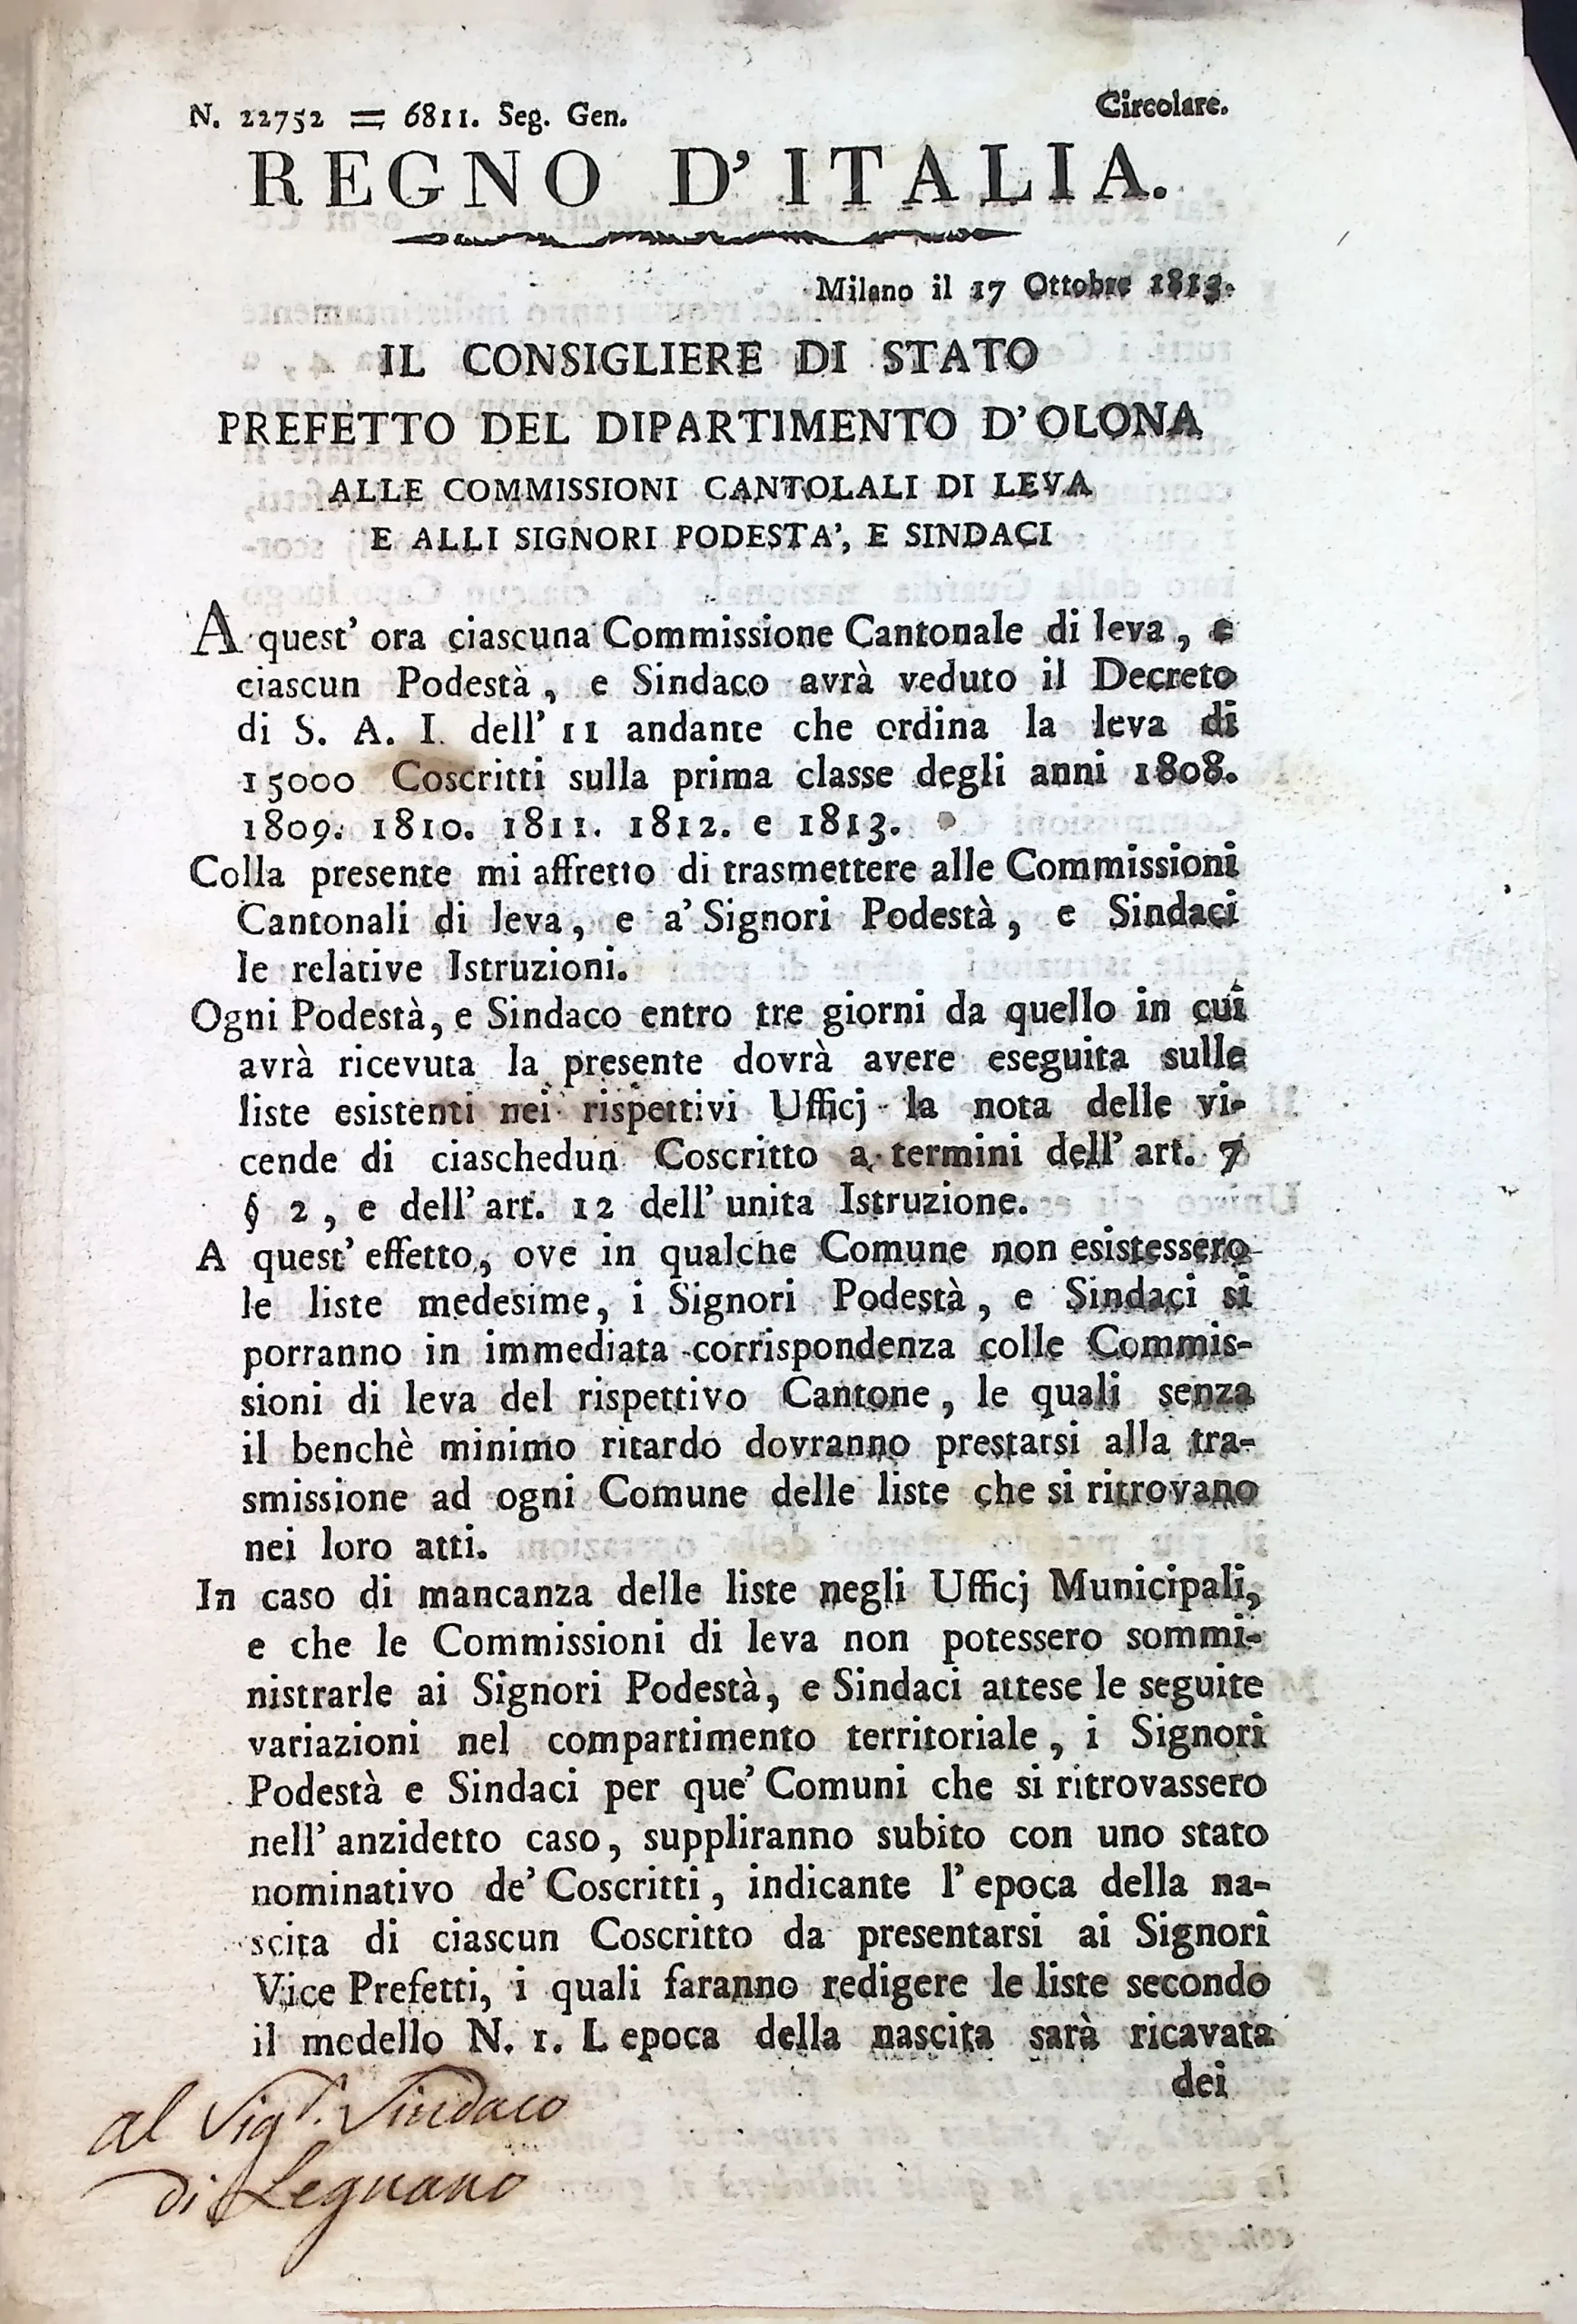 N. 22752 = 6811. Seg. Gen. Circolare.
REGNO D'ITALIA.
Milano il 17 Ottobre 1813.
IL CONSIGLIERE DI STATO
PREFETTO DEL DIPARTIMENTO D'OLONA
ALLE COMMISSIONI CANTOLALI DI LEVA
E ALLI SIGNORI PODESTA', E SINDACI
A quest' ora ciascuna Commissione Cantonale di leva, e
ciascun Podestà, e Sindaco avrà veduto il Decreto
di S. A. I. dell' 11 andante che ordina la leva di
15000 Coscritti sulla prima classe degli anni 1808.
1809. 1810. 1811. 1812. e 1813.
Colla presente mi affretto di trasmettere alle Commissioni
Cantonali di leva, e a' Signori Podestà, e Sindaci
le relative Istruzioni.
Ogni Podestà, e Sindaco entro tre giorni da quello in cui
avrà ricevuta la presente dovrà avere eseguita sulle
liste esistenti nei rispettivi Ufficj la nota delle vi-
cende di ciaschedun Coscritto a termini dell' art. 7
§ 2, e dell' art. 12 dell' unita Istruzione.
A quest' effetto, ove in qualche Comune non esistessero
le liste medesime, i Signori Podestà, e Sindaci si
porranno in immediata corrispondenza colle Commis-
sioni di leva del rispettivo Cantone, le quali senza
il benchè minimo ritardo dovranno prestarsi alla tra-
smissione ad ogni Comune delle liste che si ritrovano
nei loro atti.
In caso di mancanza delle liste negli Ufficj Municipali,
e che le Commissioni di leva non potessero sommi-
nistrarle ai Signori Podestà, e Sindaci attese le seguite
variazioni nel compartimento territoriale, i Signori
Podestà e Sindaci per que' Comuni che si ritrovassero
nell' anzidetto caso, suppliranno subito con uno stato
nominativo de' Coscritti, indicante l' epoca della na-
scita di ciascun Coscritto da presentarsi ai Signori
Vice Prefetti, i quali faranno redigere le liste secondo
il modello N. 1. L epoca della nascita sarà ricavata
dei
al Sigr. Sindaco
di Legnano